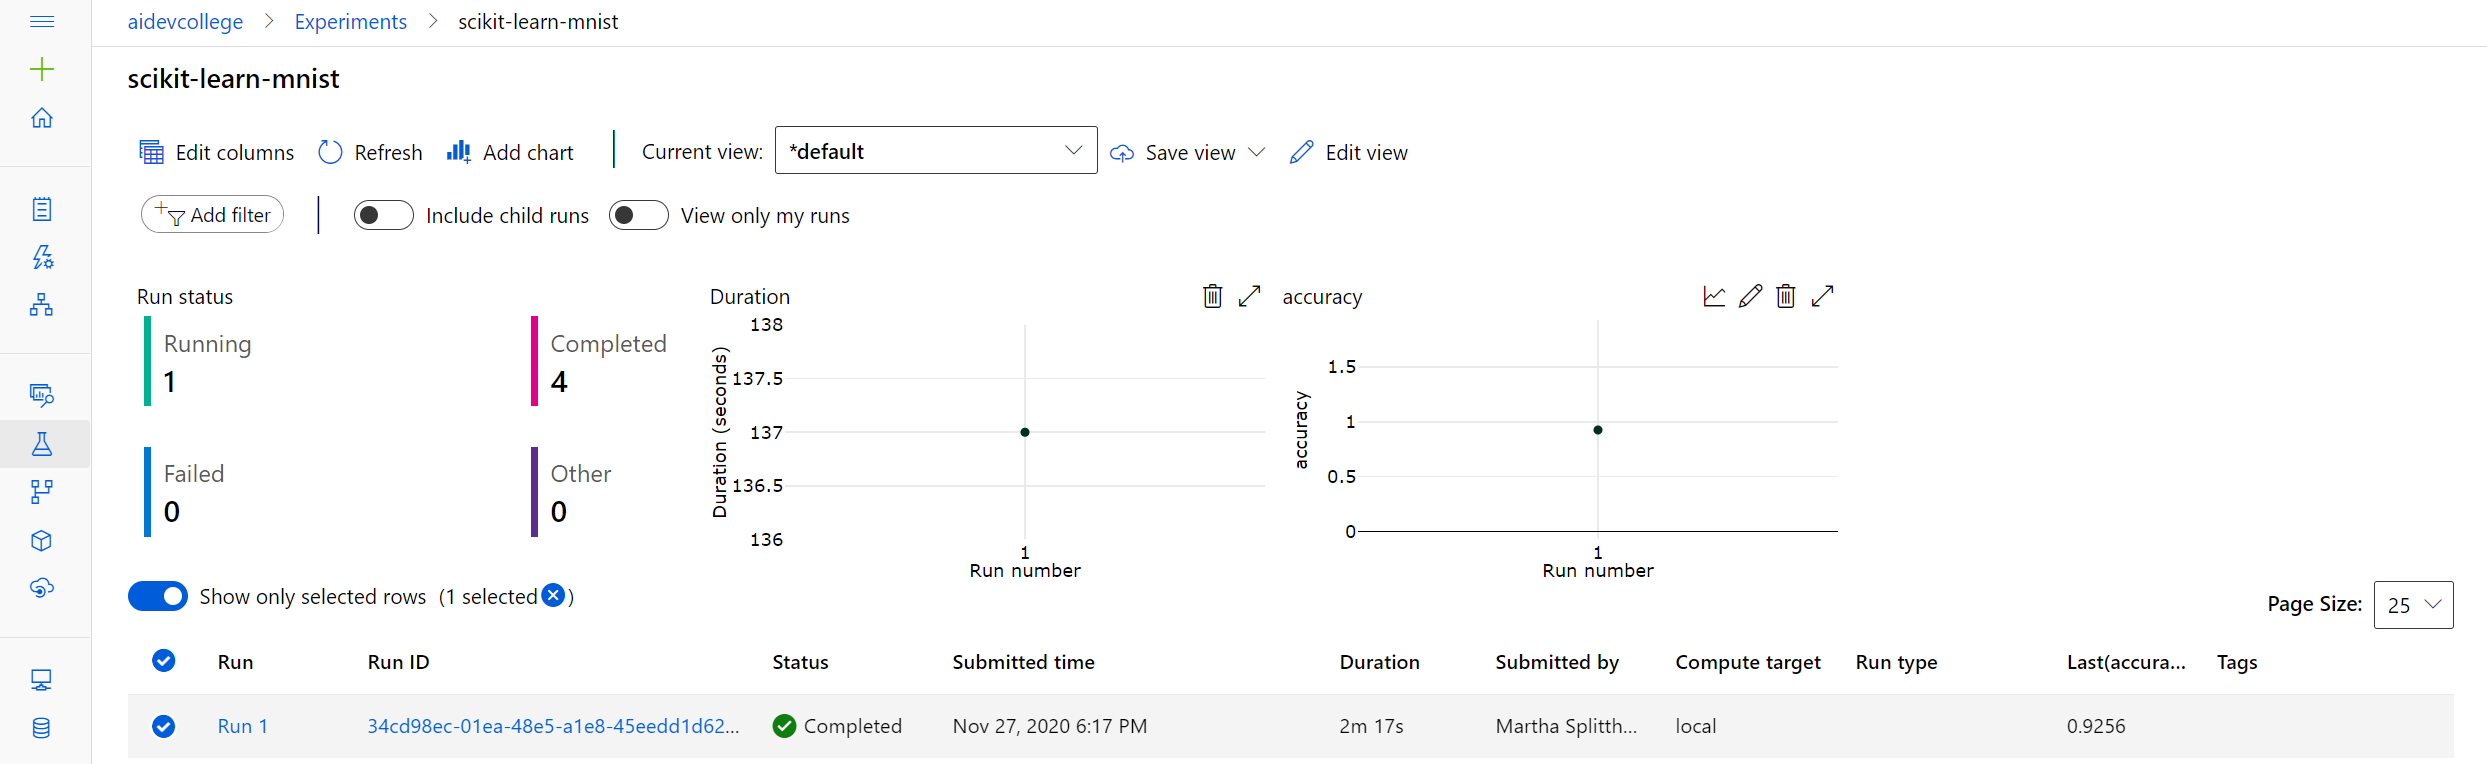 aidevcollege > Experiments > scikit-learn-mnist
scikit-learn-mnist
Edit columns Refresh Add chart Current view: *default Save view Edit view
Add filter Include child runs View only my runs
Run status
Running
1
Completed
4
Failed
0
Other
0
Duration
138
137.5
137
136.5
136
Duration (seconds)
1
Run number
accuracy
1.5
1
0.5
0
accuracy
1
Run number
Show only selected rows (1 selected )
Page Size: 25
Run Run ID Status Submitted time Duration Submitted by Compute target Run type Last(accura... Tags
Run 1 34cd98ec-01ea-48e5-a1e8-45eedd1d62... Completed Nov 27, 2020 6:17 PM 2m 17s Martha Splitth... local 0.9256